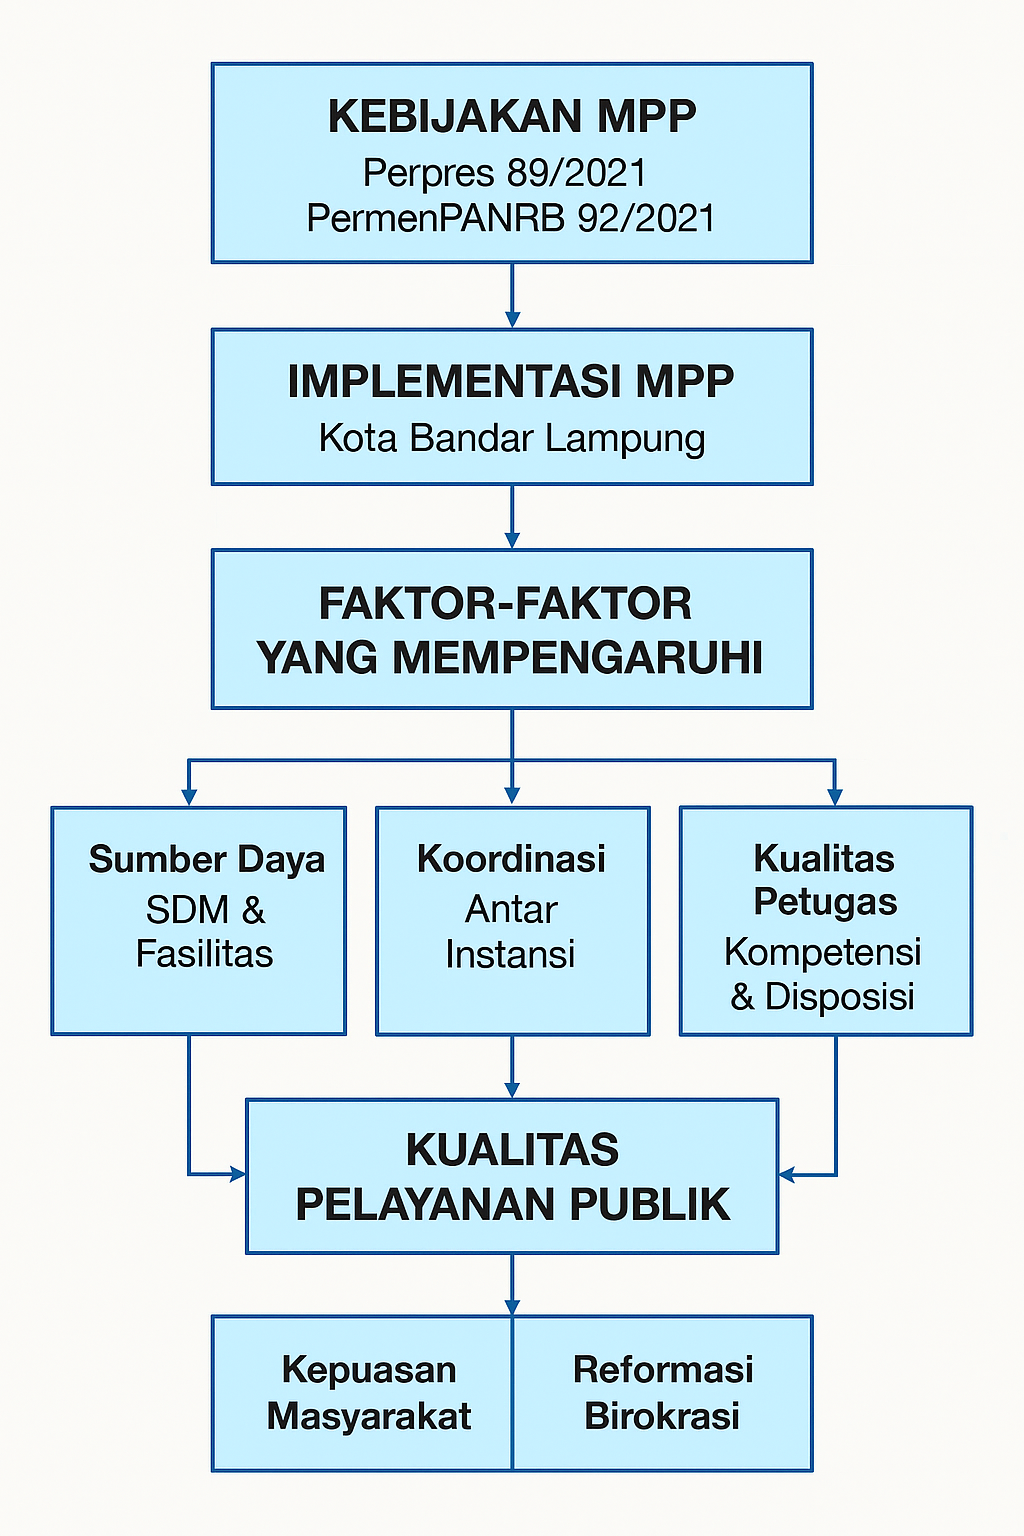 KEBIJAKAN MPP
Perpres 89/2021
PermenPANRB 92/2021
IMPLEMENTASI MPP
Kota Bandar Lampung
FAKTOR-FAKTOR
YANG MEMPENGARUHI
Sumber Daya
SDM &
Fasilitas
Koordinasi
Antar
Instansi
Kualitas
Petugas
Kompetensi
& Disposisi
KUALITAS
PELAYANAN PUBLIK
Kepuasan
Masyarakat
Reformasi
Birokrasi